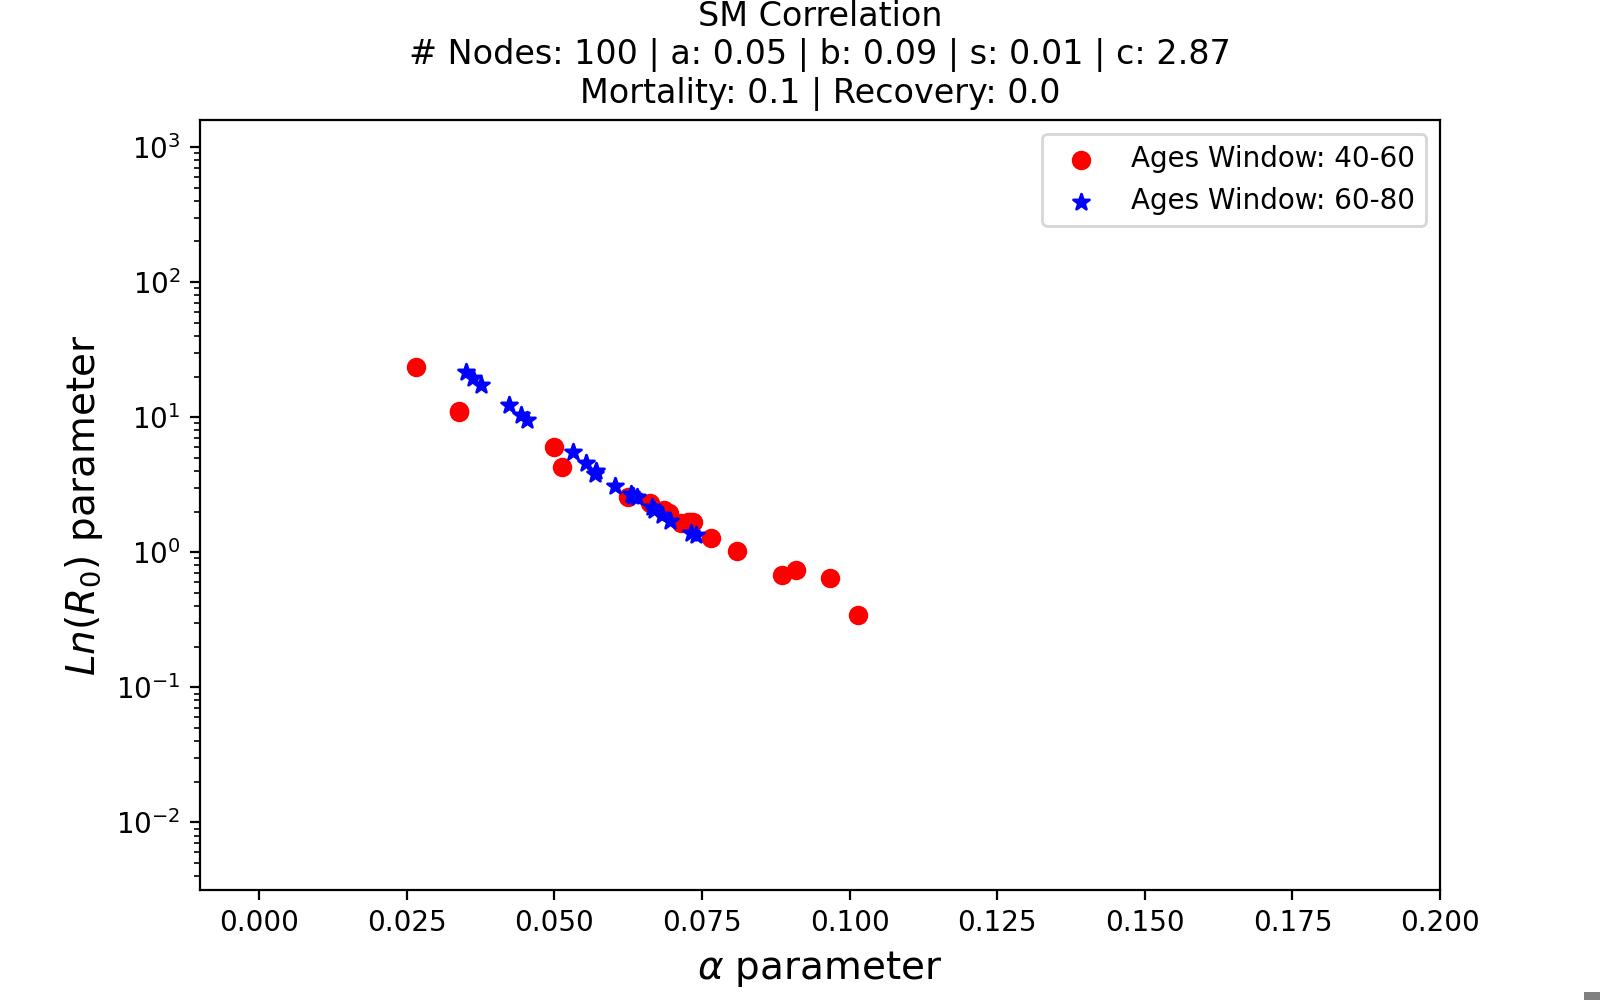 SM Correlation
# Nodes: 100 | a: 0.05 | b: 0.09 | s: 0.01 | c: 2.87
Mortality: 0.1 | Recovery: 0.0
Ages Window: 40-60
Ages Window: 60-80
10³
10²
10¹
10⁰
10⁻¹
10⁻²
Ln(R₀) parameter
0.000 0.025 0.050 0.075 0.100 0.125 0.150 0.175 0.200
α parameter